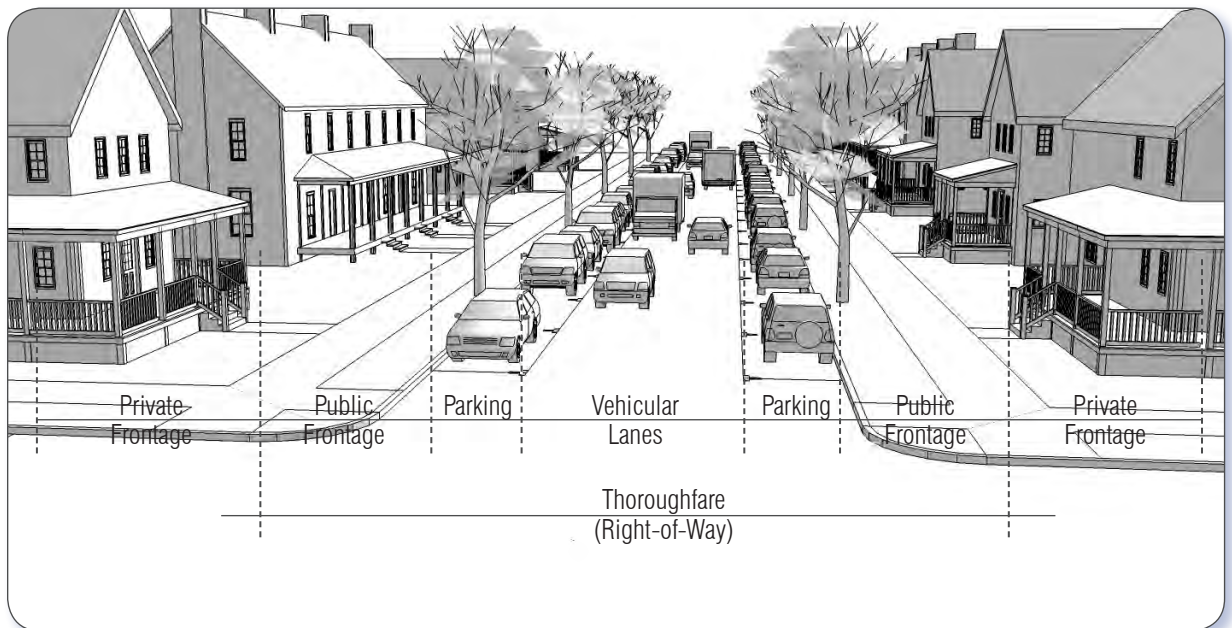 Private
Frontage
Public
Frontage
Parking
Vehicular
Lanes
Parking
Public
Frontage
Private
Frontage
Thoroughfare
(Right-of-Way)